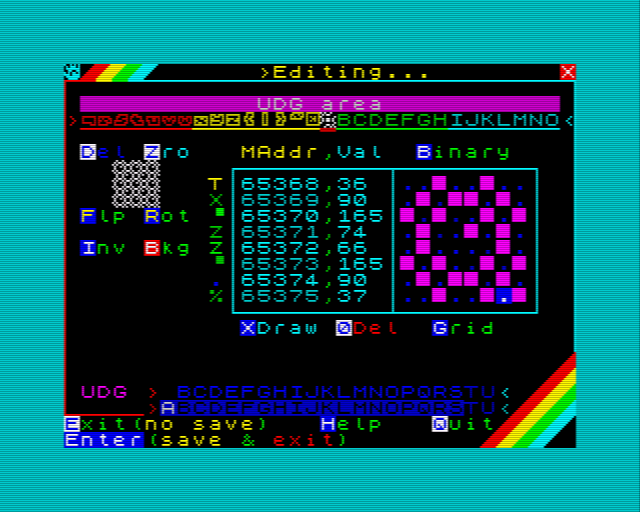 >Editing... X
UDG area
> BCDEFGHIJKLMNO <
Del Zro MAddr,Val Binary
T 65368,36
X 65369,90
65370,165
Z 65371,74
Z 65372,66
65373,165
. 65374,90
% 65375,37
Flp Rot
Inv Bkg
XDraw 0Del Grid
UDG > BCDEFGHIJKLMNOPQRSTU <
>ABCDEFGHIJKLMNOPQRSTU <
Exit(no save) Help Quit
Enter(save & exit)